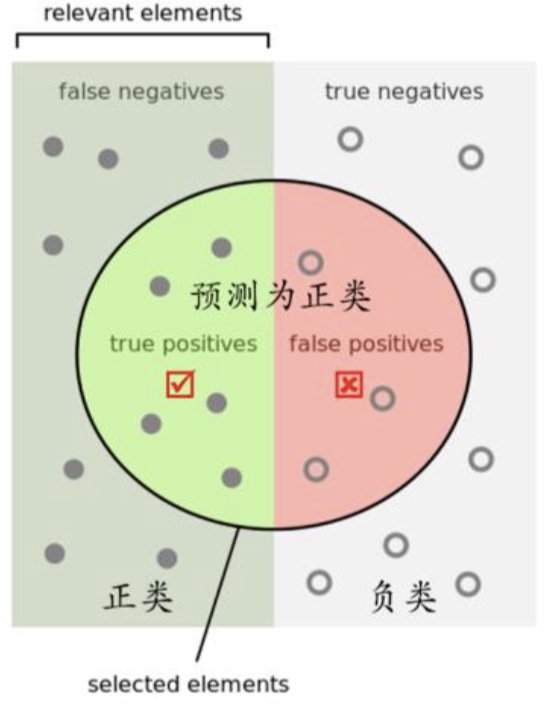 relevant elements
false negatives
true negatives
预测为正类
true positives
false positives
正类
负类
selected elements